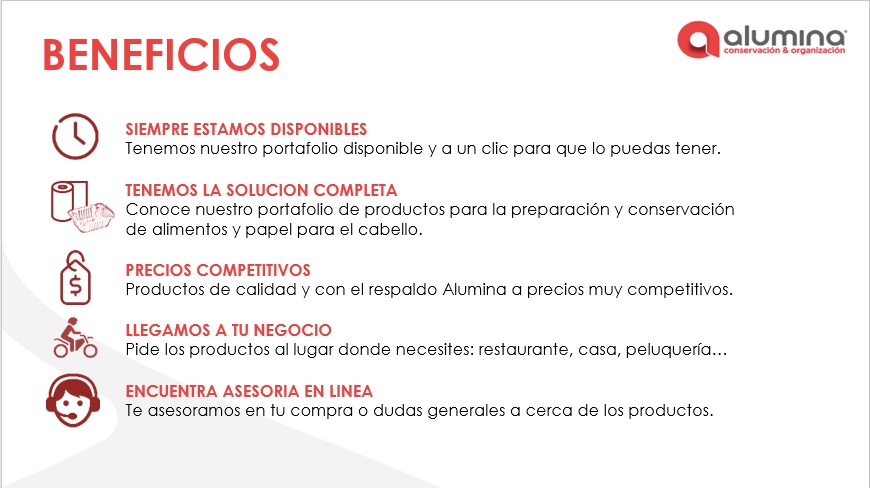 BENEFICIOS
alumina
conservación & organización
SIEMPRE ESTAMOS DISPONIBLES
Tenemos nuestro portafolio disponible y a un clic para que lo puedas tener.
TENEMOS LA SOLUCION COMPLETA
Conoce nuestro portafolio de productos para la preparación y conservación
de alimentos y papel para el cabello.
PRECIOS COMPETITIVOS
$
Productos de calidad y con el respaldo Alumina a precios muy competitivos.
LLEGAMOS A TU NEGOCIO
Pide los productos al lugar donde necesites: restaurante, casa, peluquería…
ENCUENTRA ASESORIA EN LINEA
Te asesoramos en tu compra o dudas generales a cerca de los productos.